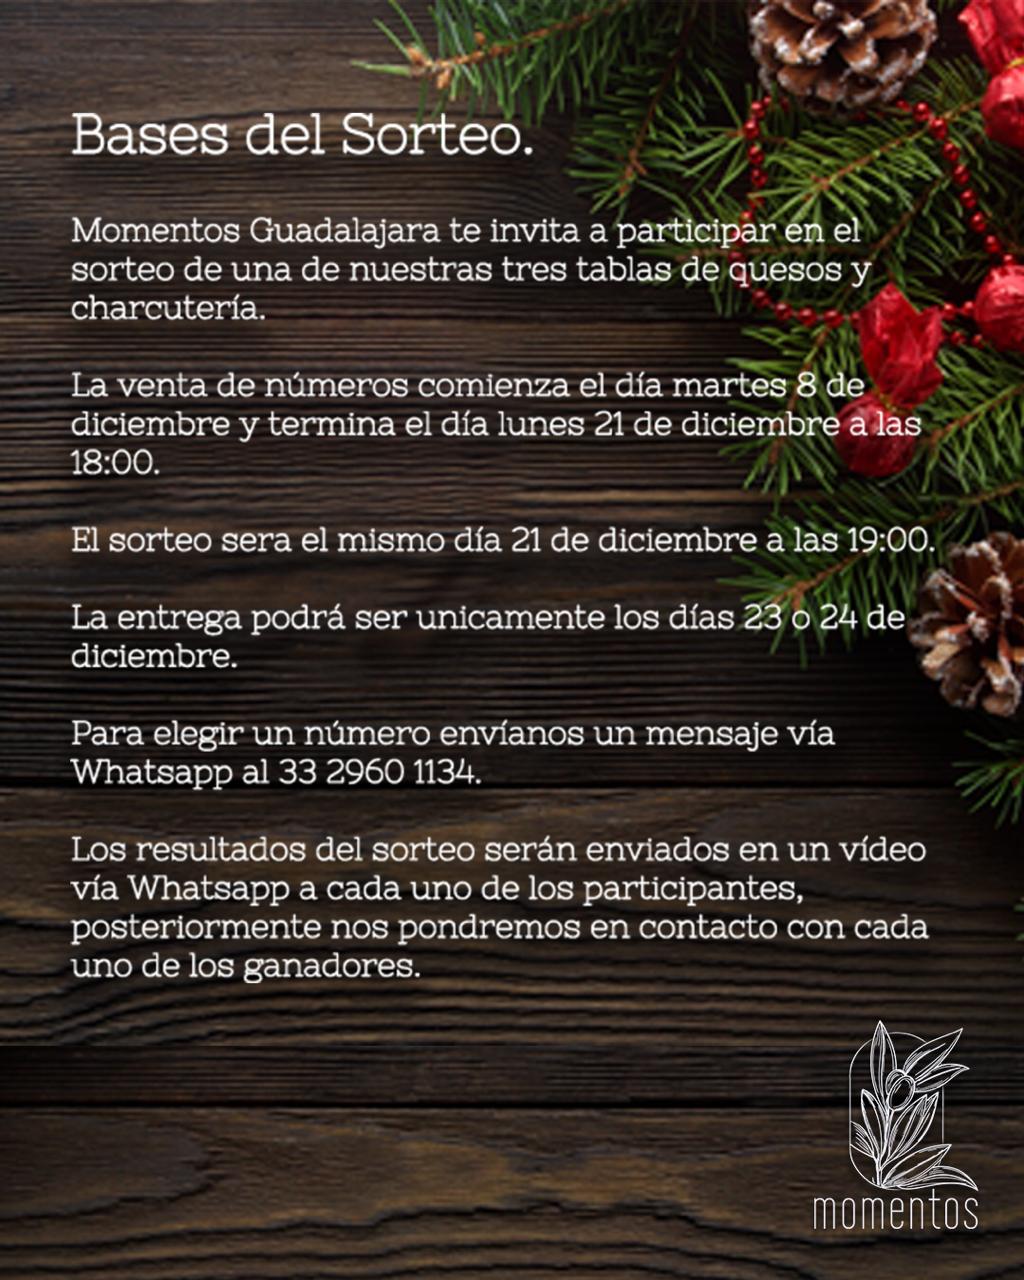 Bases del Sorteo.
Momentos Guadalajara te invita a participar en el
sorteo de una de nuestras tres tablas de quesos y
charcutería.
La venta de números comienza el día martes 8 de
diciembre y termina el día lunes 21 de diciembre a las
18:00.
El sorteo sera el mismo día 21 de diciembre a las 19:00.
La entrega podrá ser unicamente los días 23 o 24 de
diciembre.
Para elegir un número envíanos un mensaje vía
Whatsapp al 33 2960 1134.
Los resultados del sorteo serán enviados en un vídeo
vía Whatsapp a cada uno de los participantes,
posteriormente nos pondremos en contacto con cada
uno de los ganadores.
momentos